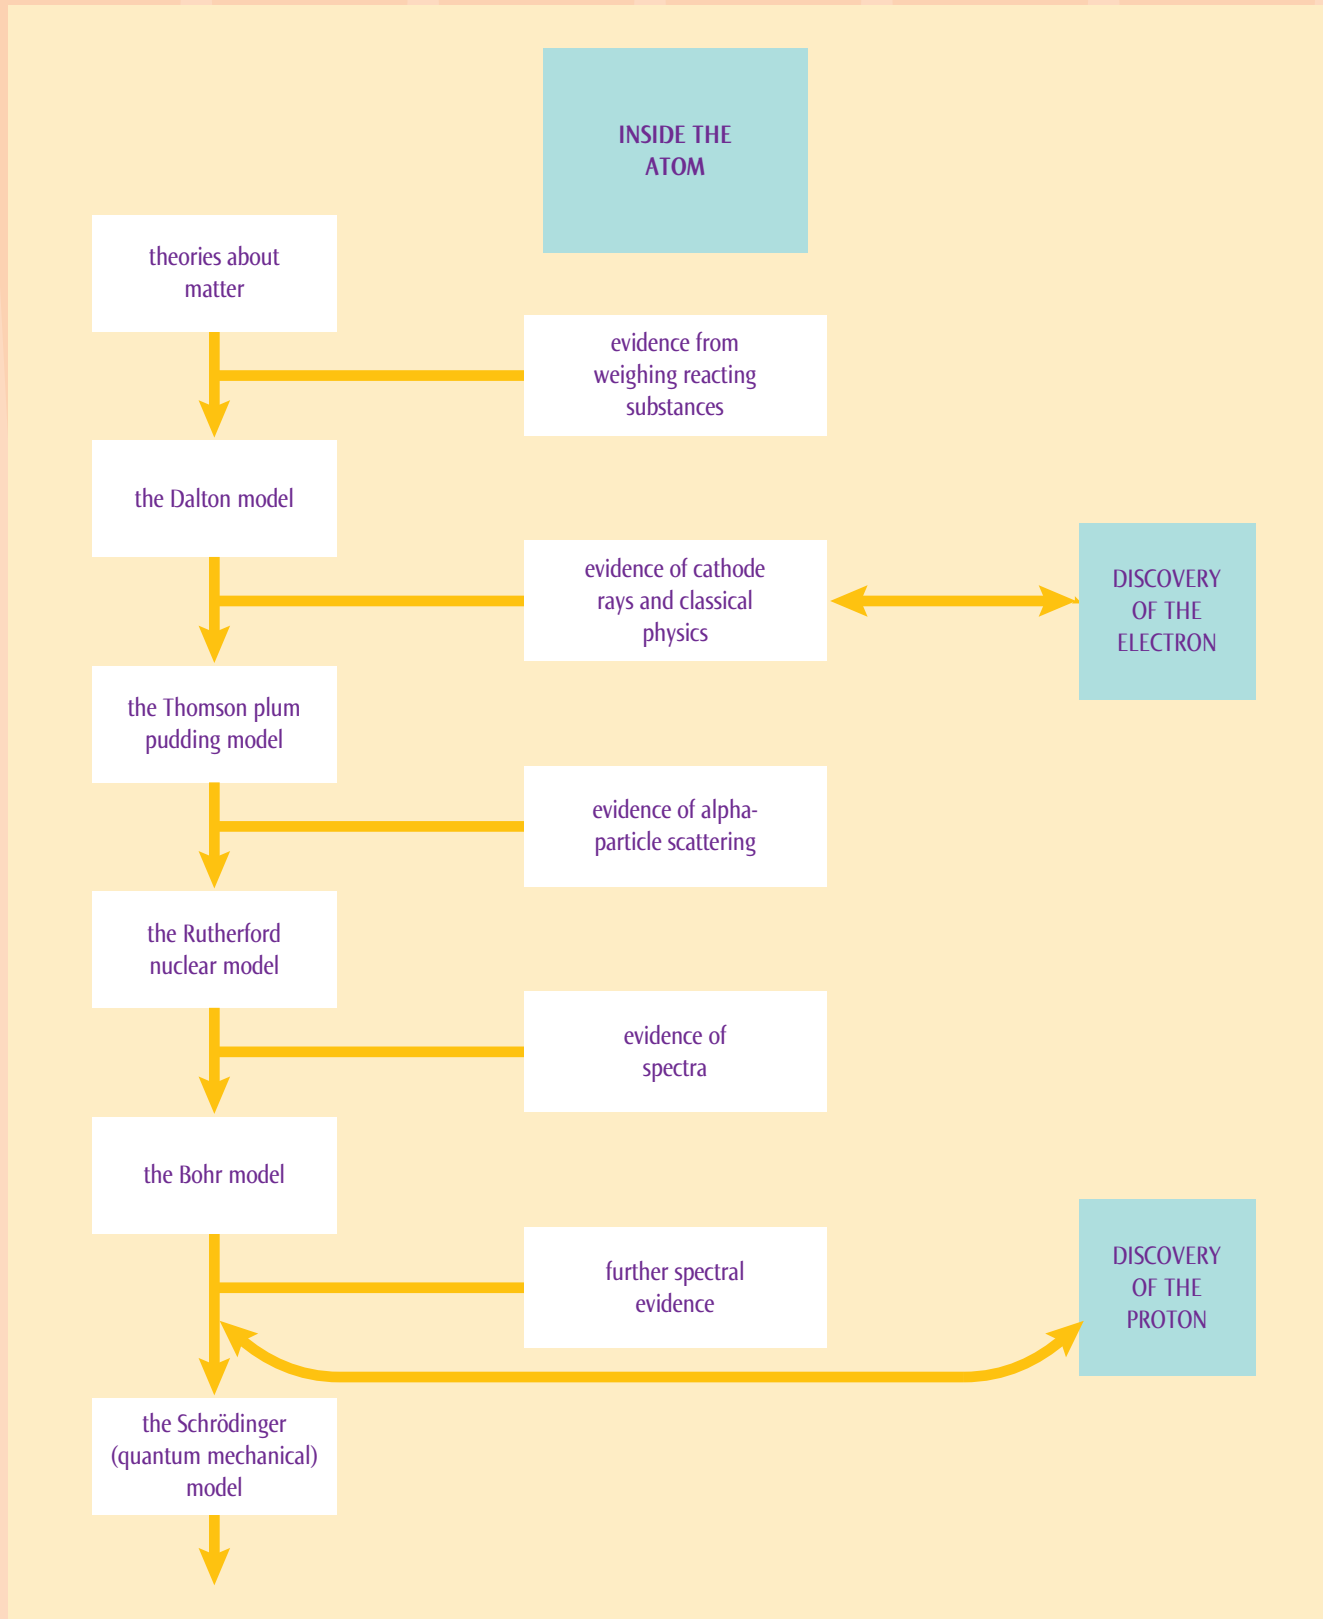 INSIDE THE
ATOM
theories about
matter
evidence from
weighing reacting
substances
the Dalton model
evidence of cathode
rays and classical
physics
DISCOVERY
OF THE
ELECTRON
the Thomson plum
pudding model
evidence of alpha-
particle scattering
the Rutherford
nuclear model
evidence of
spectra
the Bohr model
further spectral
evidence
DISCOVERY
OF THE
PROTON
the Schrödinger
(quantum mechanical)
model